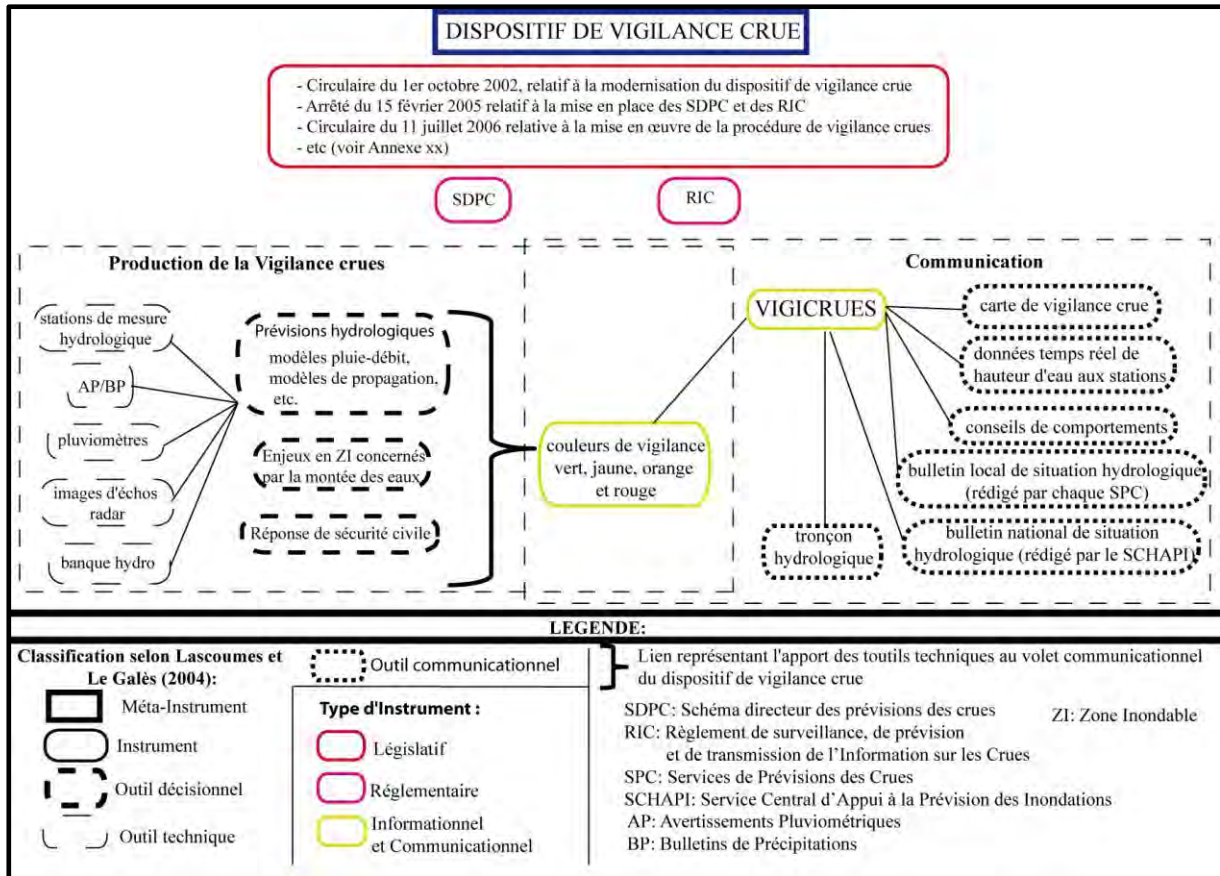 DISPOSITIF DE VIGILANCE CRUE
- Circulaire du 1er octobre 2002, relatif à la modernisation du dispositif de vigilance crue
- Arrêté du 15 février 2005 relatif à la mise en place des SDPC et des RIC
- Circulaire du 11 juillet 2006 relative à la mise en œuvre de la procédure de vigilance crues
- etc (voir Annexe xx)
SDPC
RIC
Production de la Vigilance crues
stations de mesure
hydrologique
AP/BP
pluviomètres
images d'échos
radar
banque hydro
Prévisions hydrologiques
modèles pluie-débit,
modèles de propagation,
etc.
Enjeux en ZI concernés
par la montée des eaux
Réponse de sécurité civile
couleurs de vigilance
vert, jaune, orange
et rouge
Communication
VIGICRUES
carte de vigilance crue
données temps réel de
hauteur d'eau aux stations
conseils de comportements
bulletin local de situation hydrologique
(rédigé par chaque SPC)
bulletin national de situation
hydrologique (rédigé par le SCHAPI)
tronçon
hydrologique
LEGENDE:
Classification selon Lascoumes et
Le Galès (2004):
Méta-Instrument
Instrument
Outil décisionnel
Outil technique
Outil communicationnel
Type d'Instrument :
Législatif
Réglementaire
Informationnel
et Communicationnel
Lien représentant l'apport des toutils techniques au volet communicationnel
du dispositif de vigilance crue
SDPC: Schéma directeur des prévisions des crues
ZI: Zone Inondable
RIC: Règlement de surveillance, de prévision
et de transmission de l'Information sur les Crues
SPC: Services de Prévisions des Crues
SCHAPI: Service Central d'Appui à la Prévision des Inondations
AP: Avertissements Pluviométriques
BP: Bulletins de Précipitations